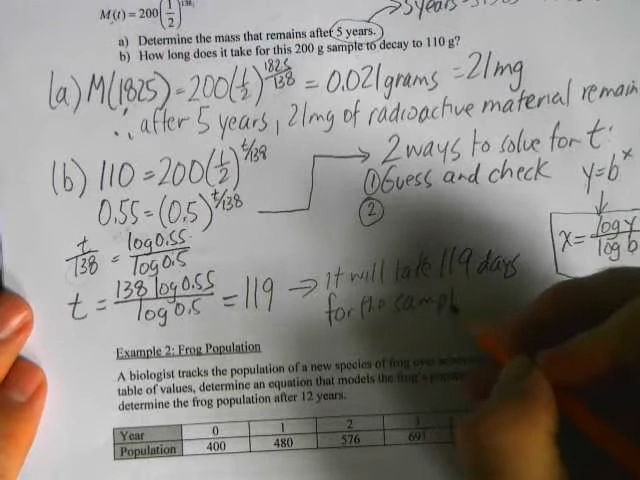 5years=
M(t) = 200(1/2)^
a) Determine the mass that remains after 5 years.
b) How long does it take for this 200 g sample to decay to 110 g?
(a) M(1825) = 200(1/2)^1825/138 = 0.021grams = 21mg
∴ after 5 years, 21mg of radioactive material remain
(b) 110 = 200(1/2)^t/138
→ 2 ways to solve for t:
① Guess and check
②
0.55 = (0.5)^t/138
y=b^x
x = log y / log b
t/138 = log 0.55 / log 0.5
t = 138 log 0.55 / log 0.5 = 119 → it will take 119 days
for the sampl
Example 2: Frog Population
A biologist tracks the population of a new species of frog over
table of values, determine an equation that models the frog's
determine the frog population after 12 years.
Year 0 1 2 3
Population 400 480 576 691